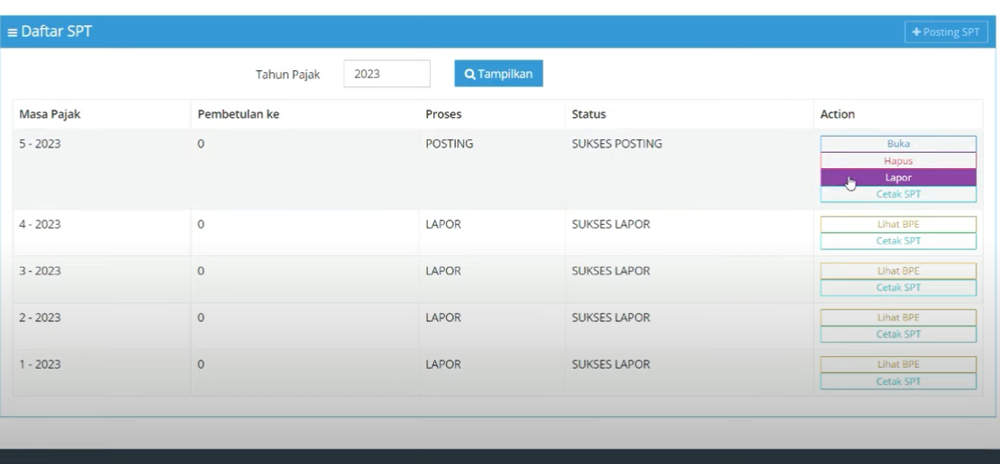 Daftar SPT
+ Posting SPT
Tahun Pajak 2023 Tampilkan
Masa Pajak Pembetulan ke Proses Status Action
5 - 2023 0 POSTING SUKSES POSTING Buka
Hapus
Lapor
Cetak SPT
4 - 2023 0 LAPOR SUKSES LAPOR Lihat BPE
Cetak SPT
3 - 2023 0 LAPOR SUKSES LAPOR Lihat BPE
Cetak SPT
2 - 2023 0 LAPOR SUKSES LAPOR Lihat BPE
Cetak SPT
1 - 2023 0 LAPOR SUKSES LAPOR Lihat BPE
Cetak SPT